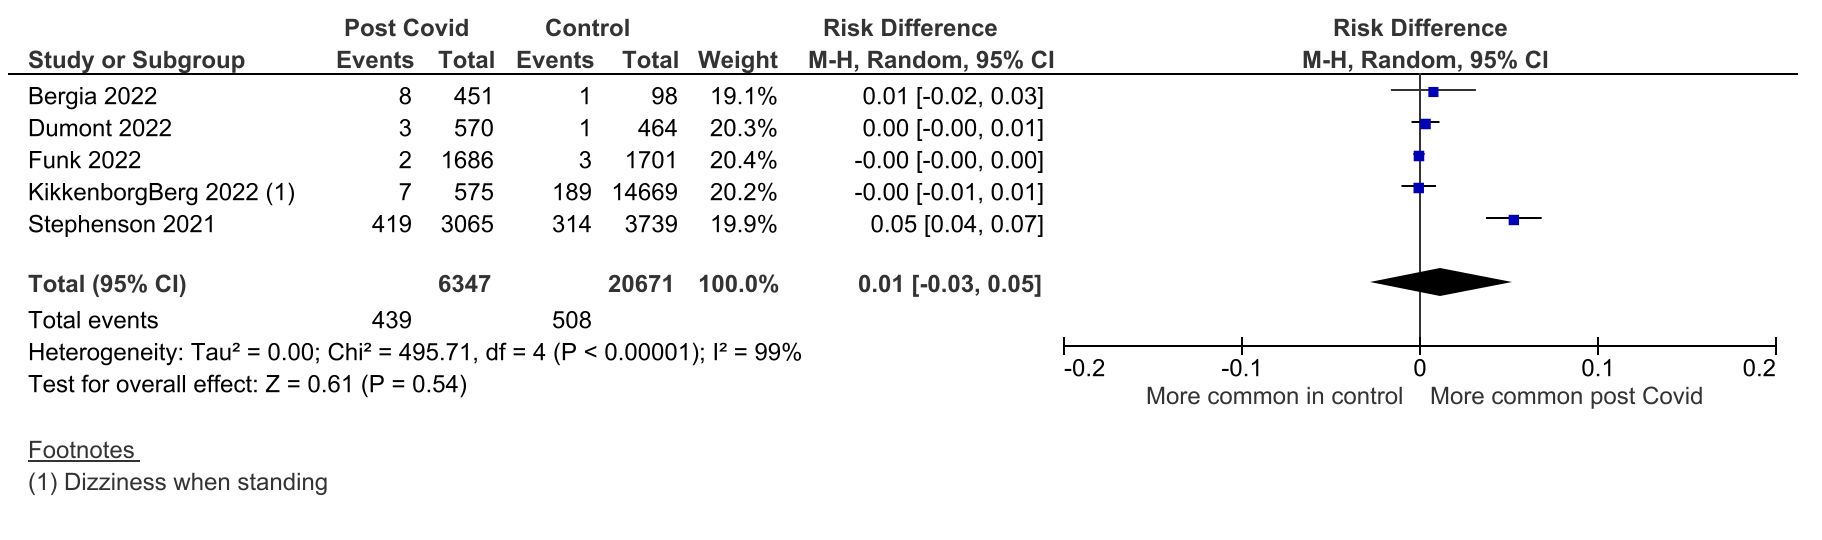 Post Covid Control Risk Difference Risk Difference
Study or Subgroup Events Total Events Total Weight M-H, Random, 95% CI M-H, Random, 95% CI
Bergia 2022 8 451 1 98 19.1% 0.01 [-0.02, 0.03]
Dumont 2022 3 570 1 464 20.3% 0.00 [-0.00, 0.01]
Funk 2022 2 1686 3 1701 20.4% -0.00 [-0.00, 0.00]
KikkenborgBerg 2022 (1) 7 575 189 14669 20.2% -0.00 [-0.01, 0.01]
Stephenson 2021 419 3065 314 3739 19.9% 0.05 [0.04, 0.07]
Total (95% CI) 6347 20671 100.0% 0.01 [-0.03, 0.05]
Total events 439 508
Heterogeneity: Tau² = 0.00; Chi² = 495.71, df = 4 (P < 0.00001); I² = 99%
Test for overall effect: Z = 0.61 (P = 0.54)
-0.2 -0.1 0 0.1 0.2
More common in control More common post Covid
Footnotes
(1) Dizziness when standing